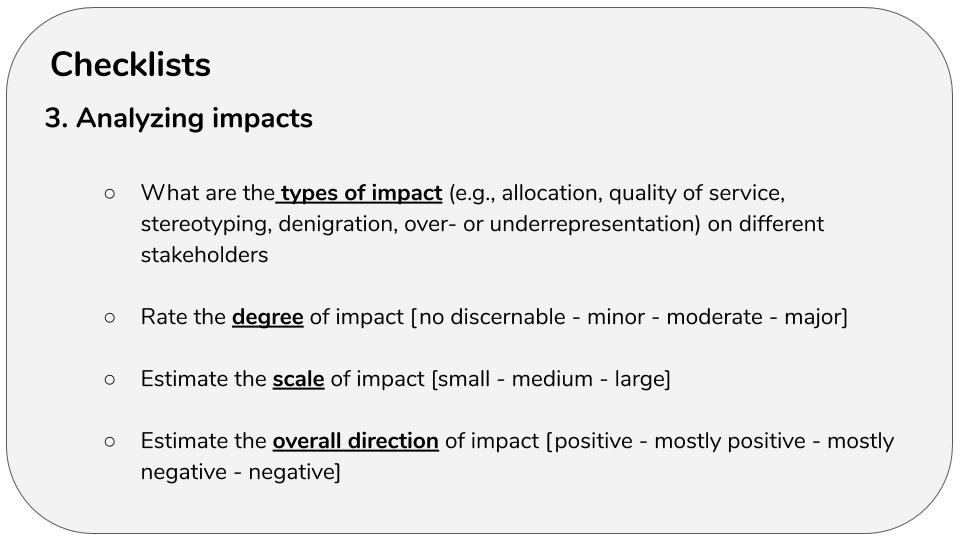 Checklists
3. Analyzing impacts
○ What are the types of impact (e.g., allocation, quality of service,
stereotyping, denigration, over- or underrepresentation) on different
stakeholders
○ Rate the degree of impact [no discernable - minor - moderate - major]
○ Estimate the scale of impact [small - medium - large]
○ Estimate the overall direction of impact [positive - mostly positive - mostly
negative - negative]